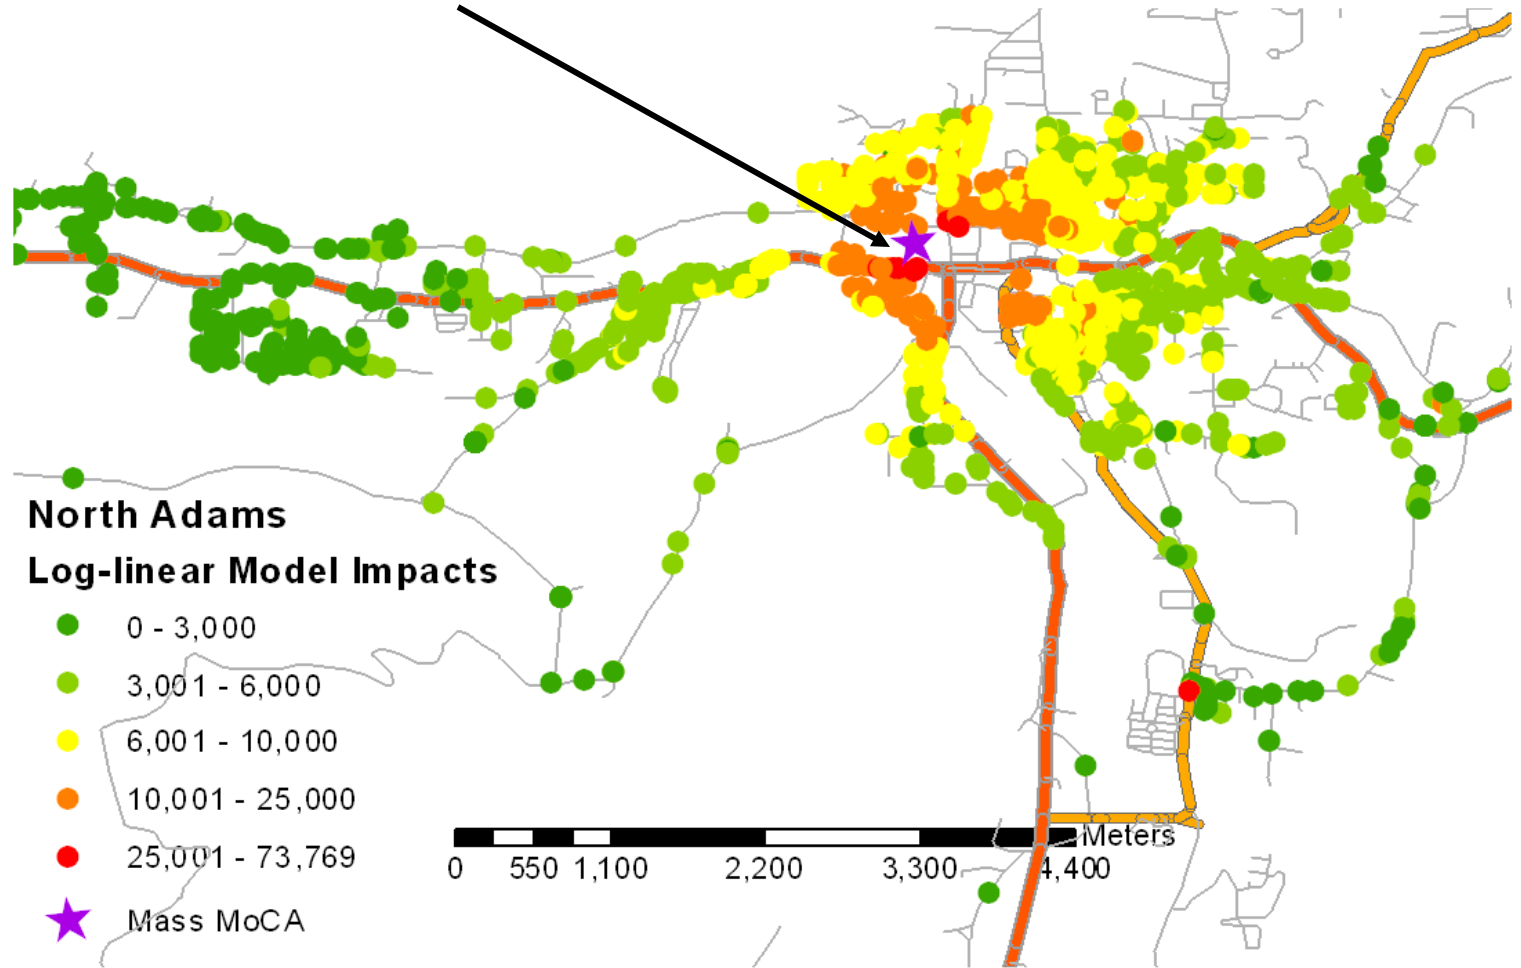 North Adams
Log-linear Model Impacts
0 - 3,000
3,001 - 6,000
6,001 - 10,000
10,001 - 25,000
25,001 - 73,769
Mass MoCA
Meters
0 550 1,100 2,200 3,300 4,400